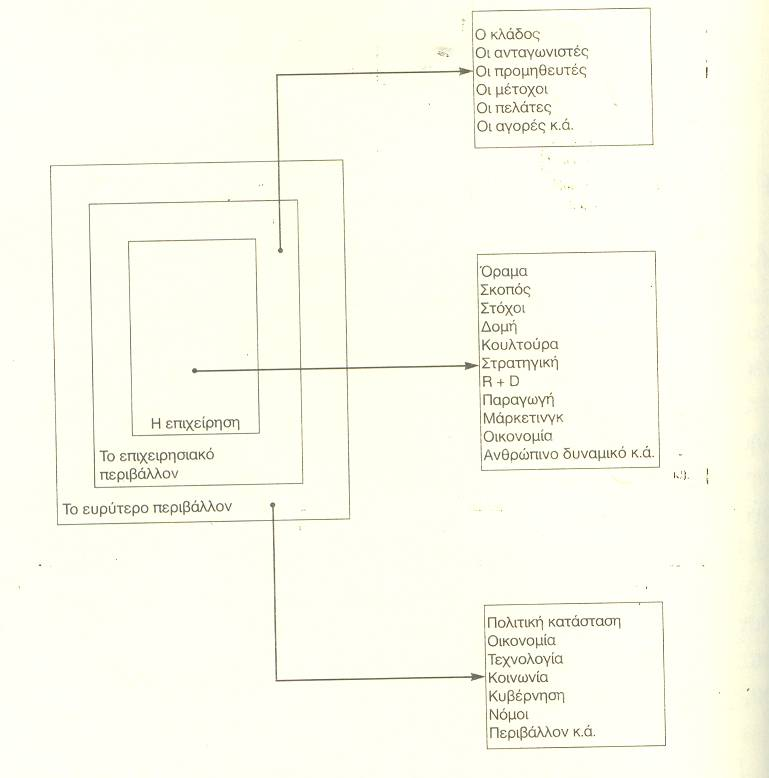 Ο κλάδος
Οι ανταγωνιστές
Οι προμηθευτές
Οι μέτοχοι
Οι πελάτες
Οι αγορές κ.ά.
Η επιχείρηση
Το επιχειρησιακό
περιβάλλον
Το ευρύτερο περιβάλλον
Όραμα
Σκοπός
Στόχοι
Δομή
Κουλτούρα
Στρατηγική
R + D
Παραγωγή
Μάρκετινγκ
Οικονομία
Ανθρώπινο δυναμικό κ.ά.
Πολιτική κατάσταση
Οικονομία
Τεχνολογία
Κοινωνία
Κυβέρνηση
Νόμοι
Περιβάλλον κ.ά.